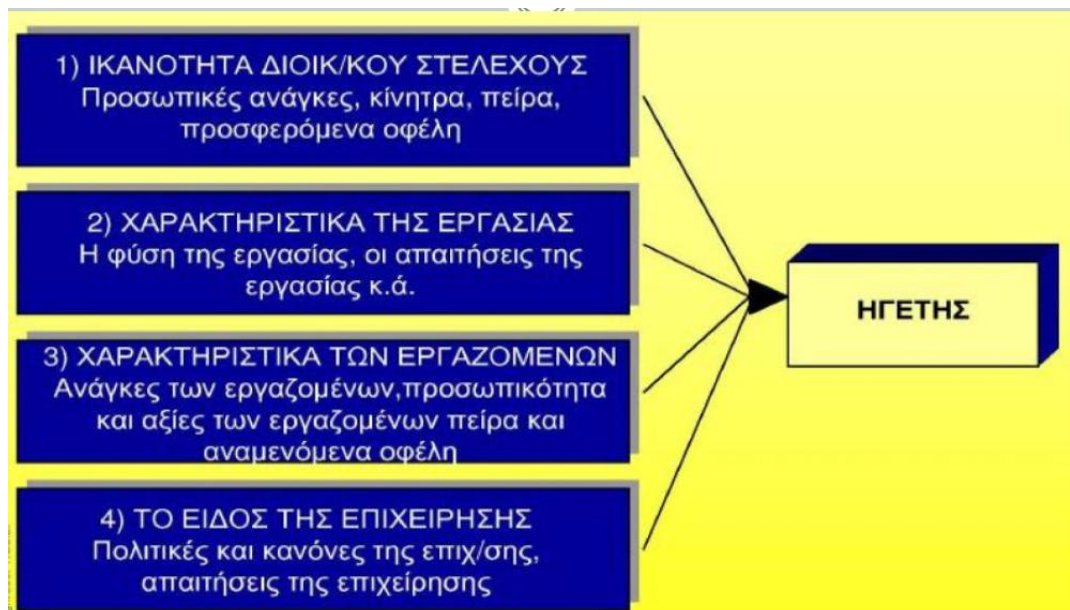 1) ΙΚΑΝΟΤΗΤΑ ΔΙΟΙΚ/ΚΟΥ ΣΤΕΛΕΧΟΥΣ
Προσωπικές ανάγκες, κίνητρα, πείρα,
προσφερόμενα οφέλη
2) ΧΑΡΑΚΤΗΡΙΣΤΙΚΑ ΤΗΣ ΕΡΓΑΣΙΑΣ
Η φύση της εργασίας, οι απαιτήσεις της
εργασίας κ.ά.
3) ΧΑΡΑΚΤΗΡΙΣΤΙΚΑ ΤΩΝ ΕΡΓΑΖΟΜΕΝΩΝ
Ανάγκες των εργαζομένων,προσωπικότητα
και αξίες των εργαζομένων πείρα και
αναμενόμενα οφέλη
4) ΤΟ ΕΙΔΟΣ ΤΗΣ ΕΠΙΧΕΙΡΗΣΗΣ
Πολιτικές και κανόνες της επιχ/σης,
απαιτήσεις της επιχείρησης
ΗΓΕΤΗΣ